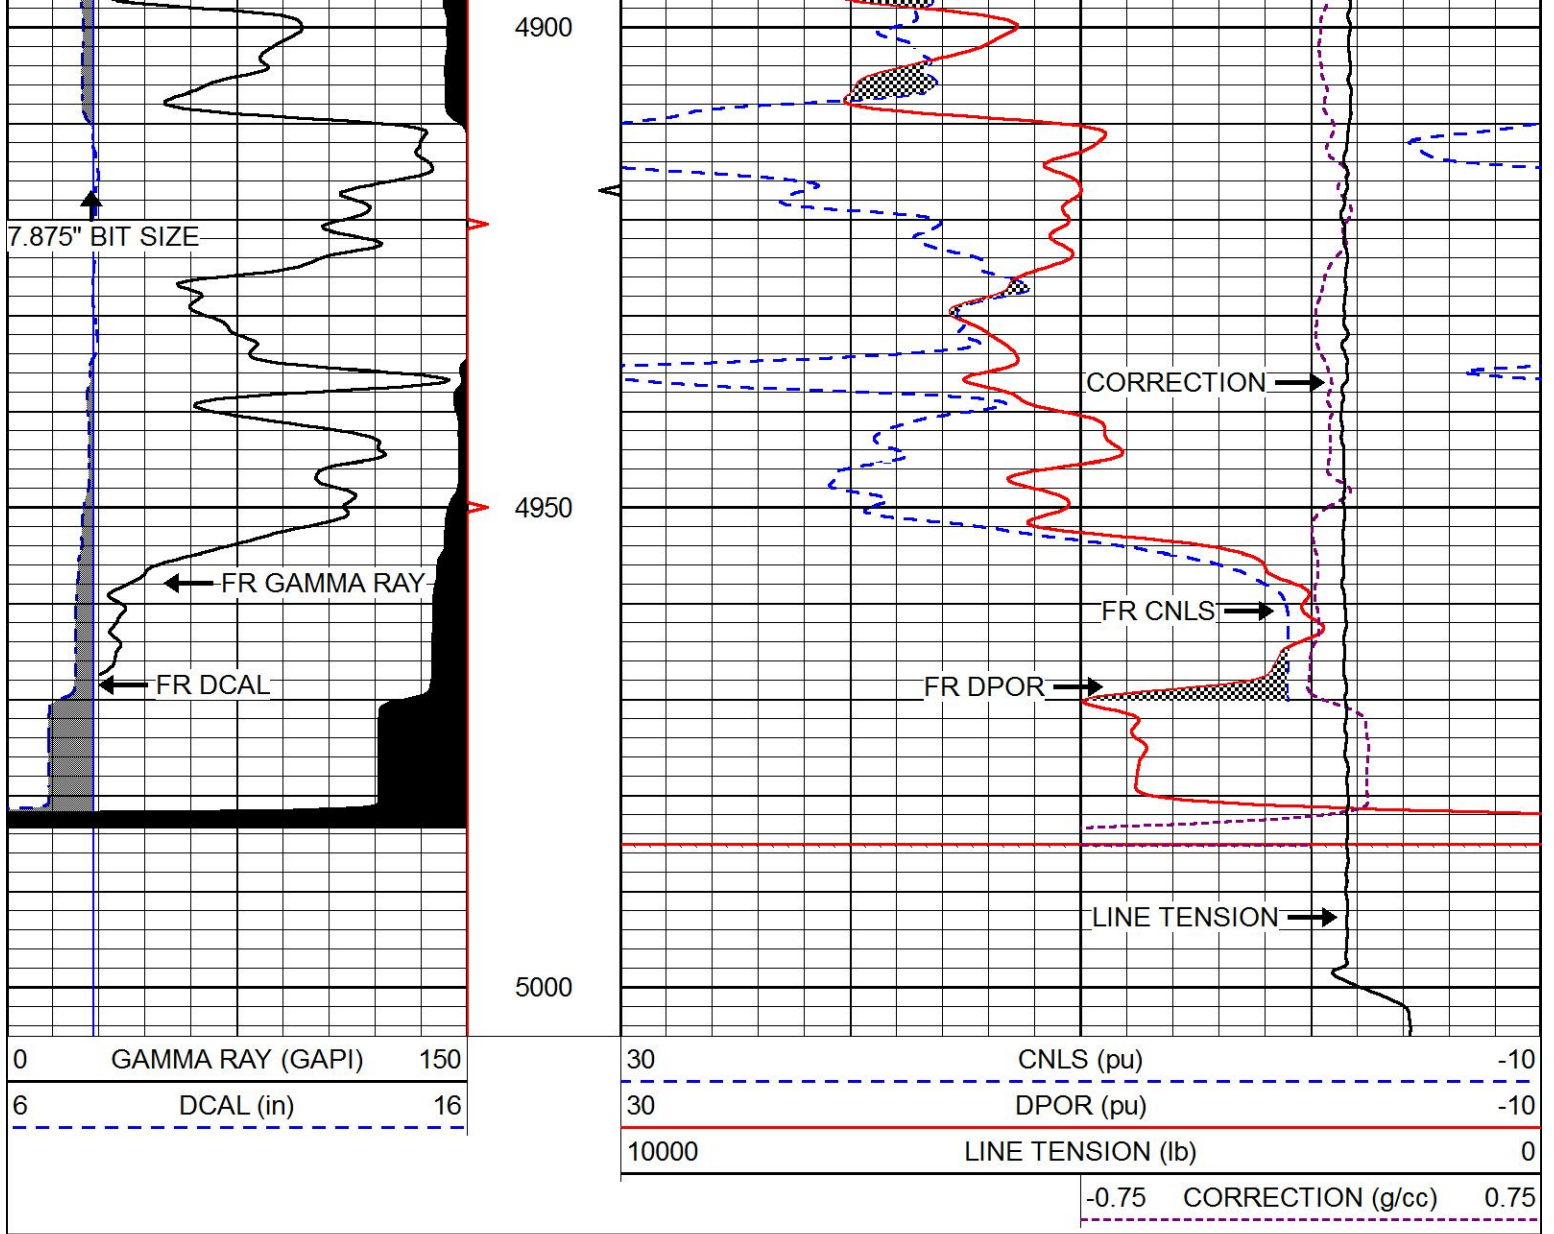 4900
7.875" BIT SIZE
CORRECTION
4950
FR GAMMA RAY
FR CNLS
FR DCAL
FR DPOR
LINE TENSION
5000
0 GAMMA RAY (GAPI) 150
30 CNLS (pu) -10
6 DCAL (in) 16
30 DPOR (pu) -10
10000 LINE TENSION (lb) 0
-0.75 CORRECTION (g/cc) 0.75